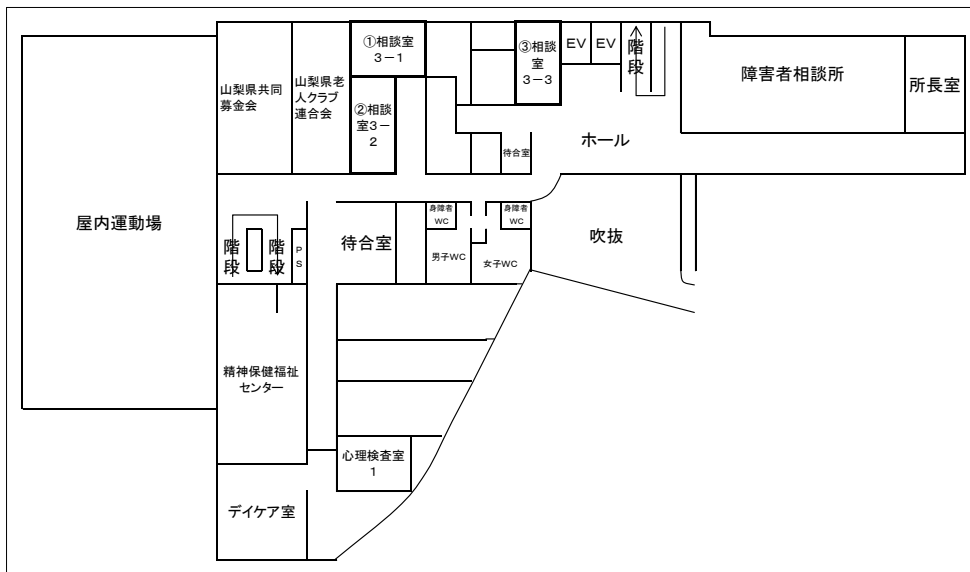 ①相談室
3－1
③相談
室
3－3
EV
EV
階
段
障害者相談所
所長室
山梨県共同
募金会
山梨県老
人クラブ
連合会
②相談
室3－
2
ホール
待合室
屋内運動場
階
段
階
段
P
S
待合室
身障者
WC
身障者
WC
男子WC
女子WC
吹抜
精神保健福祉
センター
心理検査室
1
デイケア室